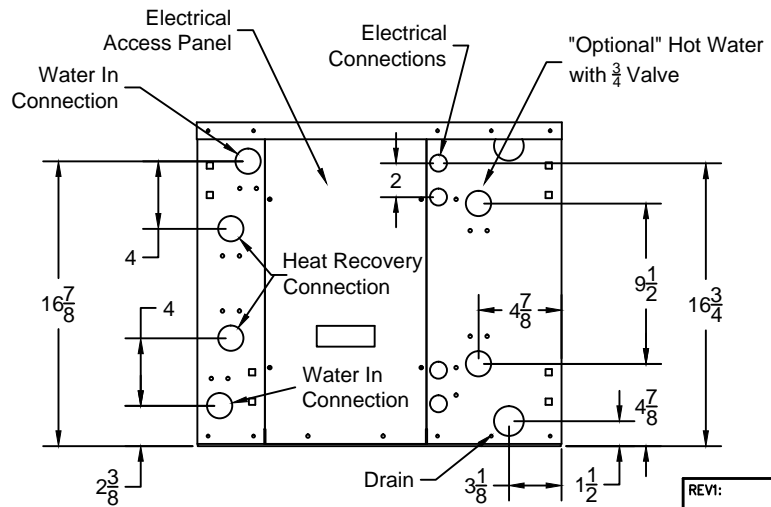 Electrical
Access Panel
Electrical
Connections
"Optional" Hot Water
with 3/4 Valve
Water In
Connection
2
4
Heat Recovery
Connection
9 1/2
16 7/8
4
4 7/8
16 3/4
Water In
Connection
4 7/8
2 3/8
Drain
3 1/8
1 1/2
REV1: